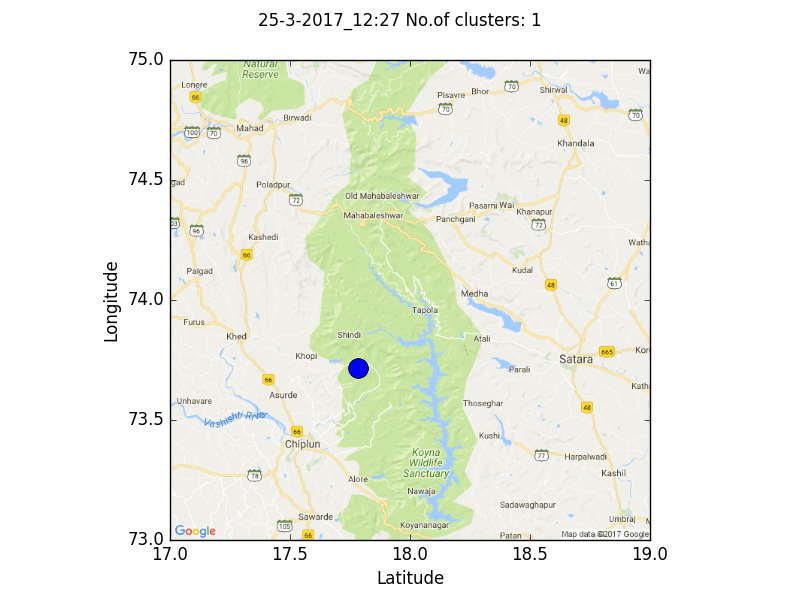 25-3-2017_12:27 No.of clusters: 1
75.0
74.5
74.0
73.5
73.0
Longitude
17.0
17.5
18.0
18.5
19.0
Latitude
Natural
Reserve
Lonere
66
Wa
Pisavre
Bhor
70
Shirwal
70
70
Birwadi
Mahad
100
70
48
Khandala
96
gad
Poladpur
72
Old Mahabaleshwar
Mahabaleshwar
Pasarni
Wai
Khanapur
Panchgani
72
03
96
Kashedi
66
Watha
Palgad
Kudal
48
61
Medha
Furus
Tapola
Khed
Shindi
Atali
Khopi
Satara
665
Kor
Parali
66
Asurde
Katha
Unhavare
Thoseghar
48
Vashishti River
66
Kushi
Chiplun
77
Harpalwadi
Koyna
Wildlife
Sanctuary
78
Alore
Kashil
Nawaja
Sadawaghapur
Sawarde
105
Koyananagar
Umbraj
M
66
Patan
Google
Map data ©2017 Google